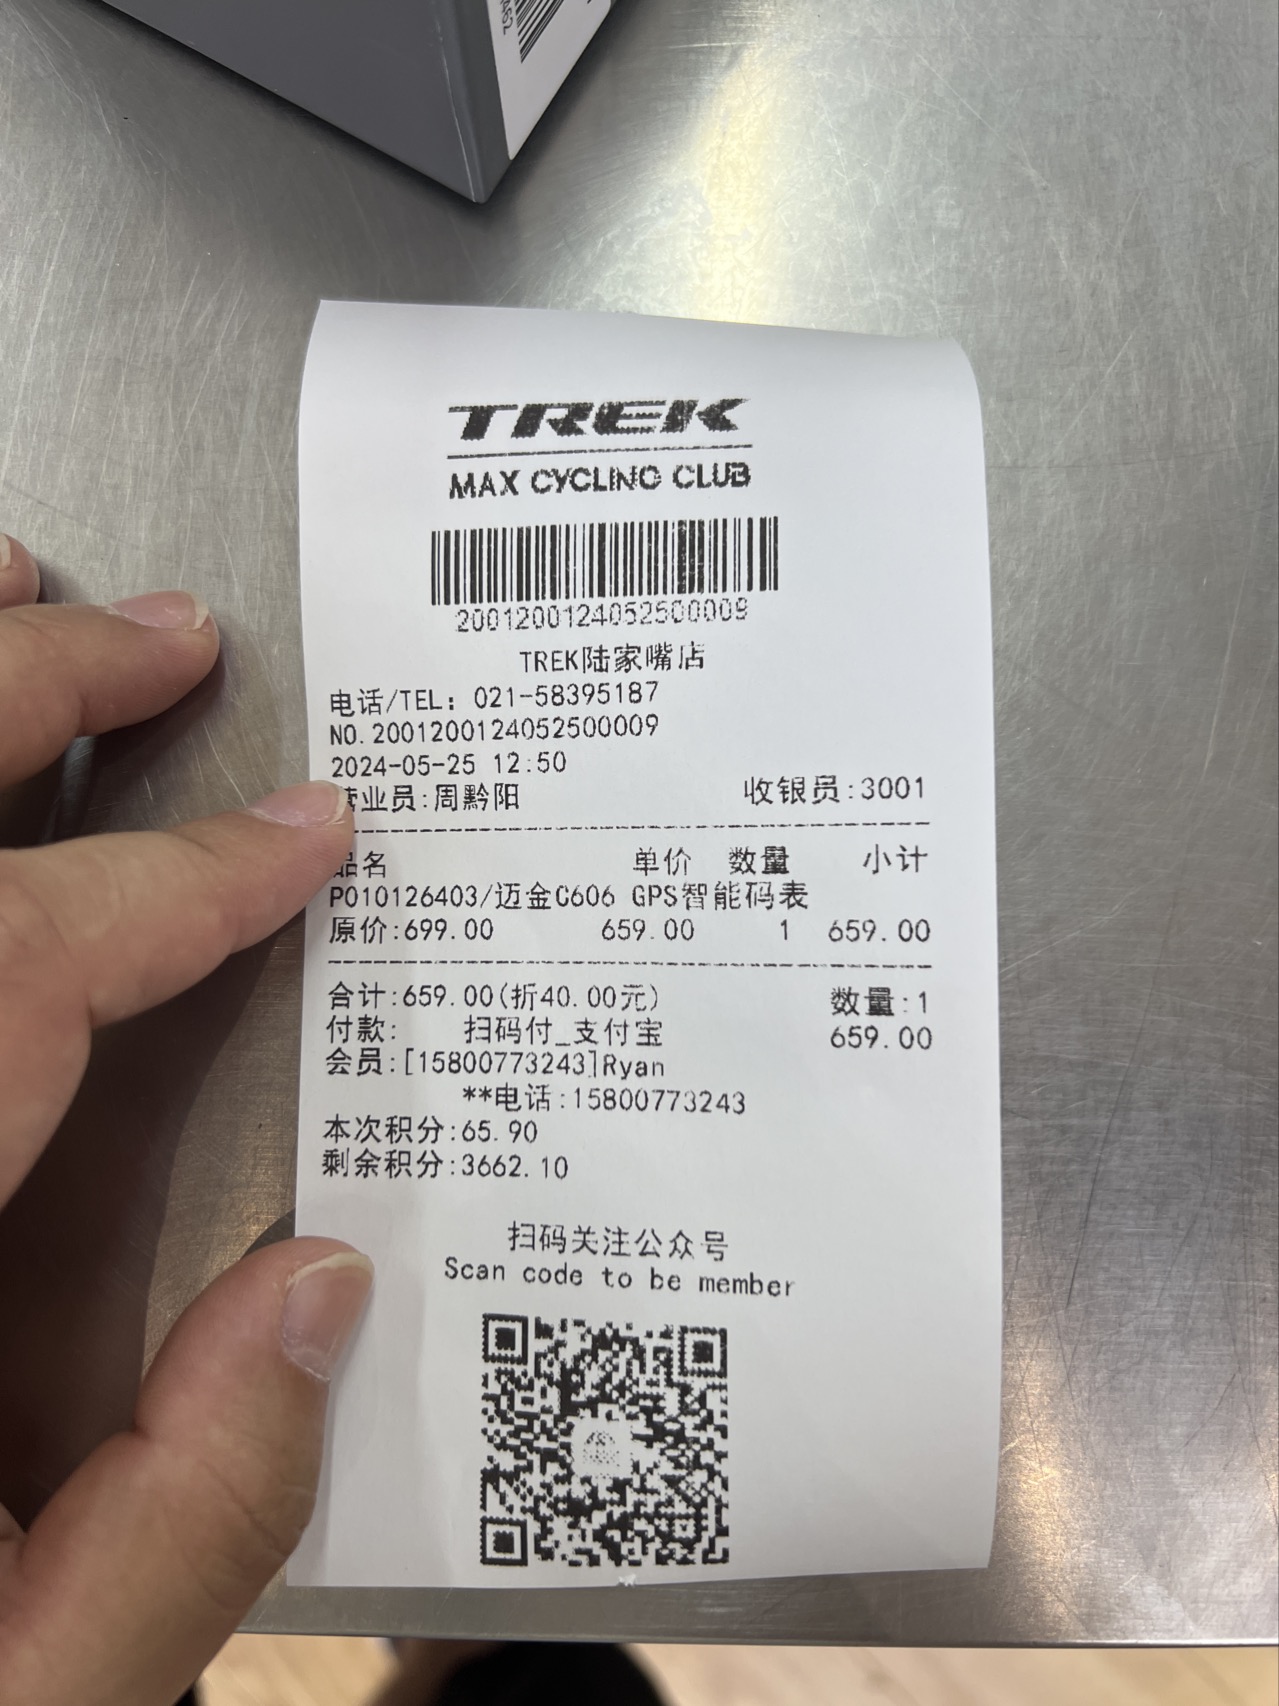 462
TREK
MAX CYCLING CLUB
2001200124052500009
TREK陆家嘴店
电话/TEL: 021-58395187
NO.2001200124052500009
2024-05-25 12:50
营业员:周黔阳 收银员:3001
品名 单价 数量 小计
P010126403/迈金C606 GPS智能码表
原价:699.00 659.00 1 659.00
合计:659.00(折40.00元) 数量:1
付款: 扫码付_支付宝 659.00
会员:[15800773243]Ryan
**电话:15800773243
本次积分:65.90
剩余积分:3662.10
扫码关注公众号
Scan code to be member